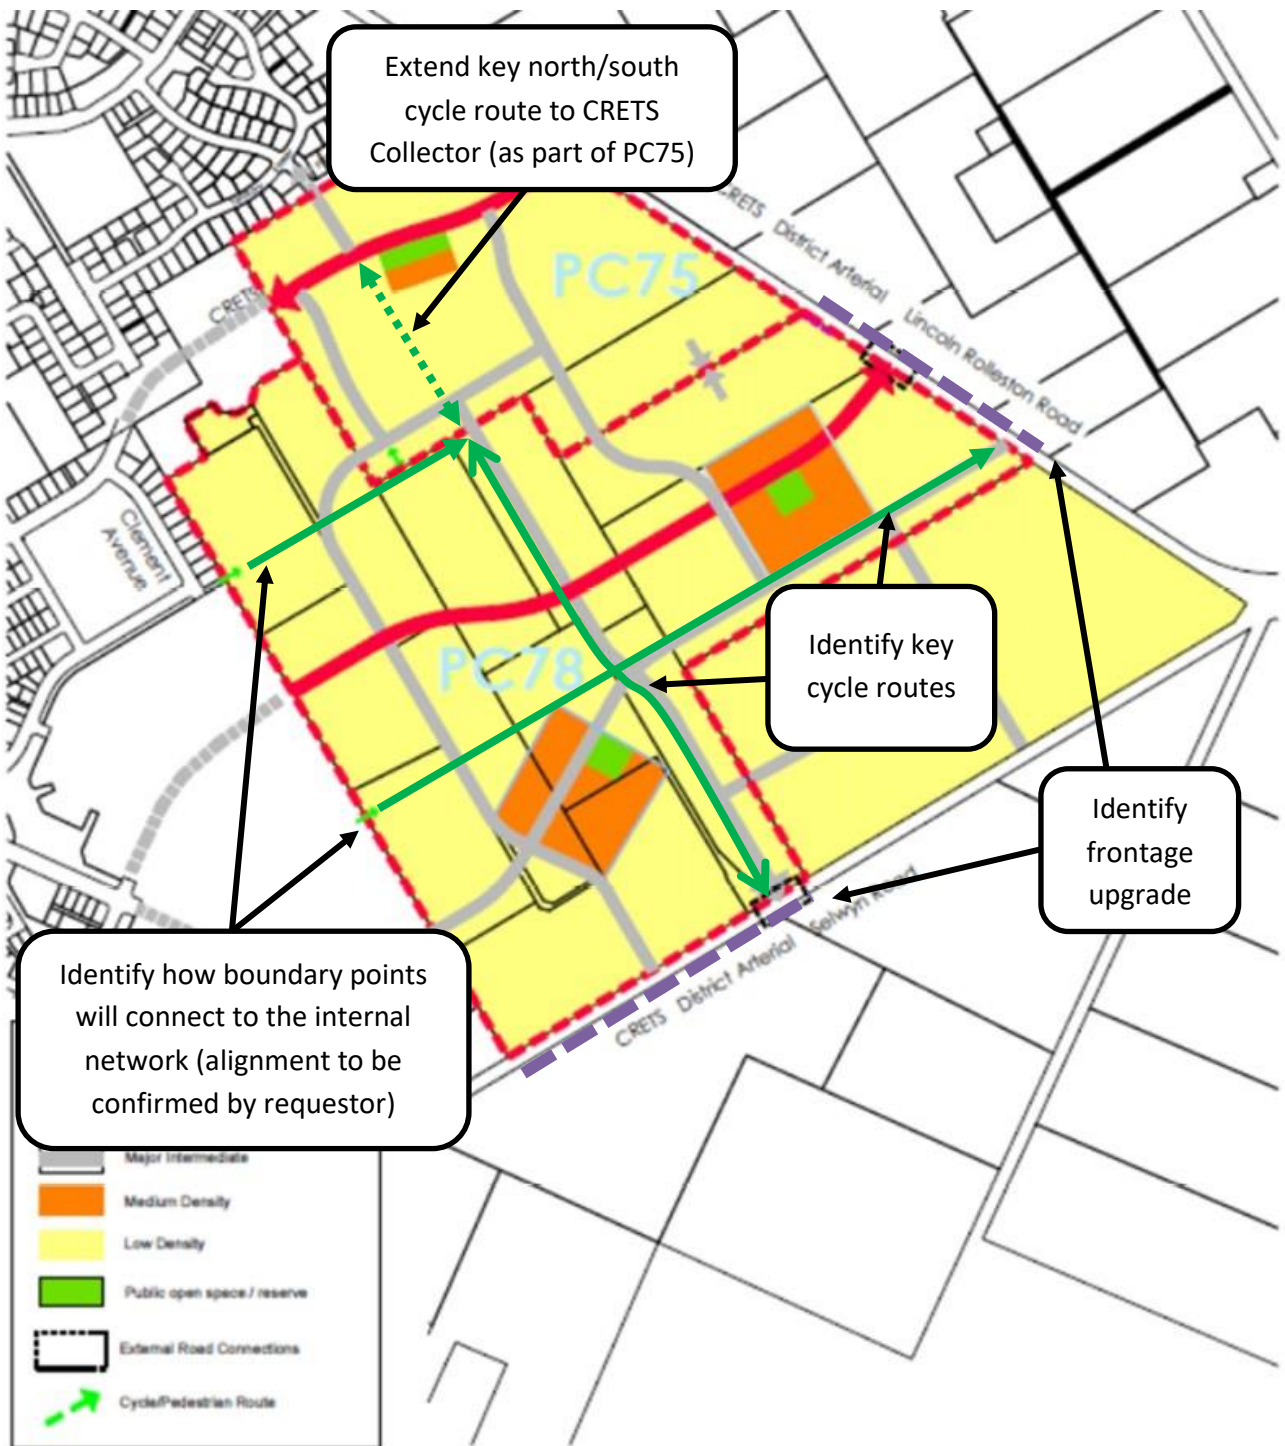 Extend key north/south
cycle route to CRETS
Collector (as part of PC75)
CRETS District Arterial Lincoln Rolleston Road
PC75
CRETS
Clement
Avenue
PC78
Identify key
cycle routes
Identify
frontage
upgrade
CRETS District Arterial Selwyn Road
Identify how boundary points
will connect to the internal
network (alignment to be
confirmed by requestor)
Major Intermediate
Medium Density
Low Density
Public open space / reserve
External Road Connections
Cycle/Pedestrian Route